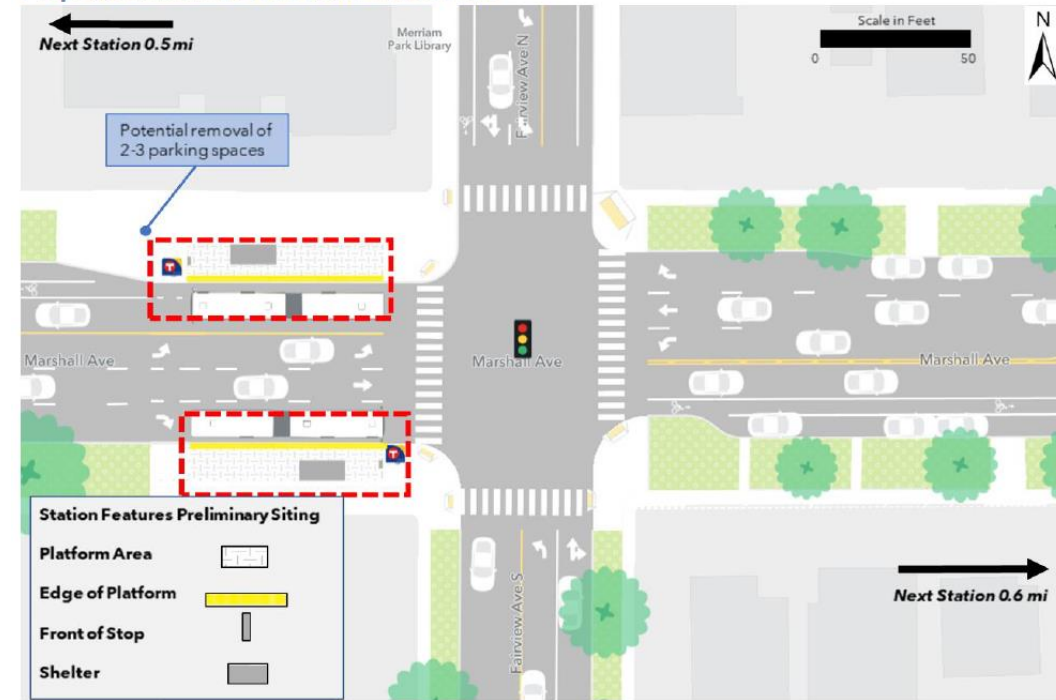 Next Station 0.5 mi
Merriam
Park Library
Fairview Ave N
Scale in Feet
0 50
N
Potential removal of
2-3 parking spaces
T
Marshall Ave
Marshall Ave
Marshall Ave
T
Station Features Preliminary Siting
Platform Area
Edge of Platform
Front of Stop
Shelter
Fairview Ave S
Next Station 0.6 mi